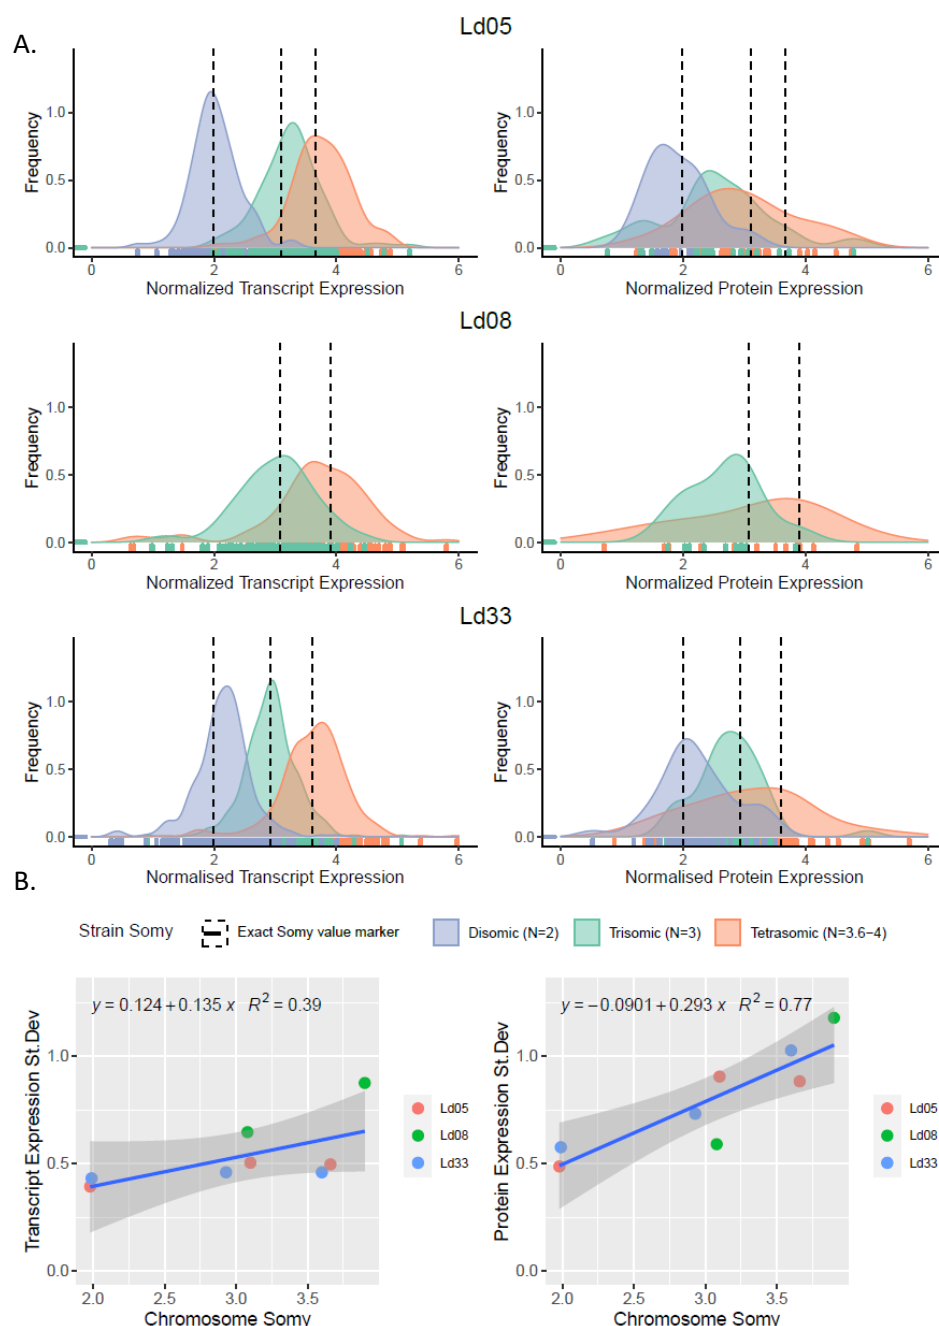 A.
Ld05
Frequency
1.0
0.5
0.0
0 2 4 6
Normalized Transcript Expression
Frequency
1.0
0.5
0.0
0 2 4 6
Normalized Protein Expression
Ld08
Frequency
1.0
0.5
0.0
0 2 4 6
Normalized Transcript Expression
Frequency
1.0
0.5
0.0
0 2 4 6
Normalized Protein Expression
Ld33
Frequency
1.0
0.5
0.0
0 2 4 6
Normalised Transcript Expression
Frequency
1.0
0.5
0.0
0 2 4 6
Normalised Protein Expression
B.
Strain Somy Exact Somy value marker Disomic (N=2) Trisomic (N=3) Tetrasomic (N=3.6−4)
y = 0.124 + 0.135 x R² = 0.39
Transcript Expression St.Dev
1.0
0.5
0.0
2.0 2.5 3.0 3.5
Chromosome Somy
Ld05
Ld08
Ld33
y = −0.0901 + 0.293 x R² = 0.77
Protein Expression St.Dev
1.0
0.5
0.0
2.0 2.5 3.0 3.5
Chromosome Somy
Ld05
Ld08
Ld33